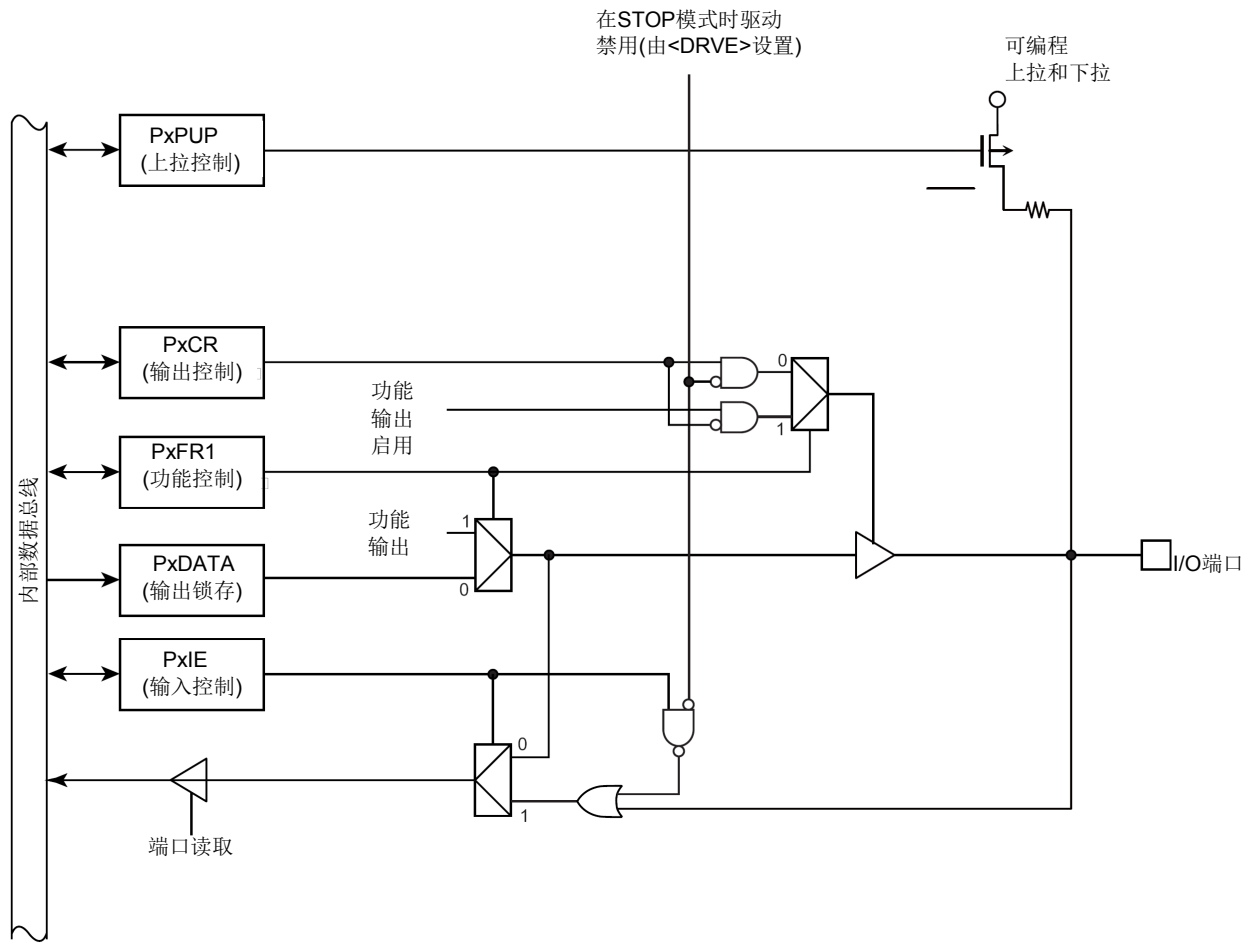 在STOP模式时驱动
禁用(由<DRVE>设置)
可编程
上拉和下拉
PxPUP
(上拉控制)
PxCR
(输出控制)
0
功能
输出
启用
1
PxFR1
(功能控制)
内部数据总线
功能
输出
1
PxDATA
(输出锁存)
0
I/O端口
PxIE
(输入控制)
0
1
端口读取